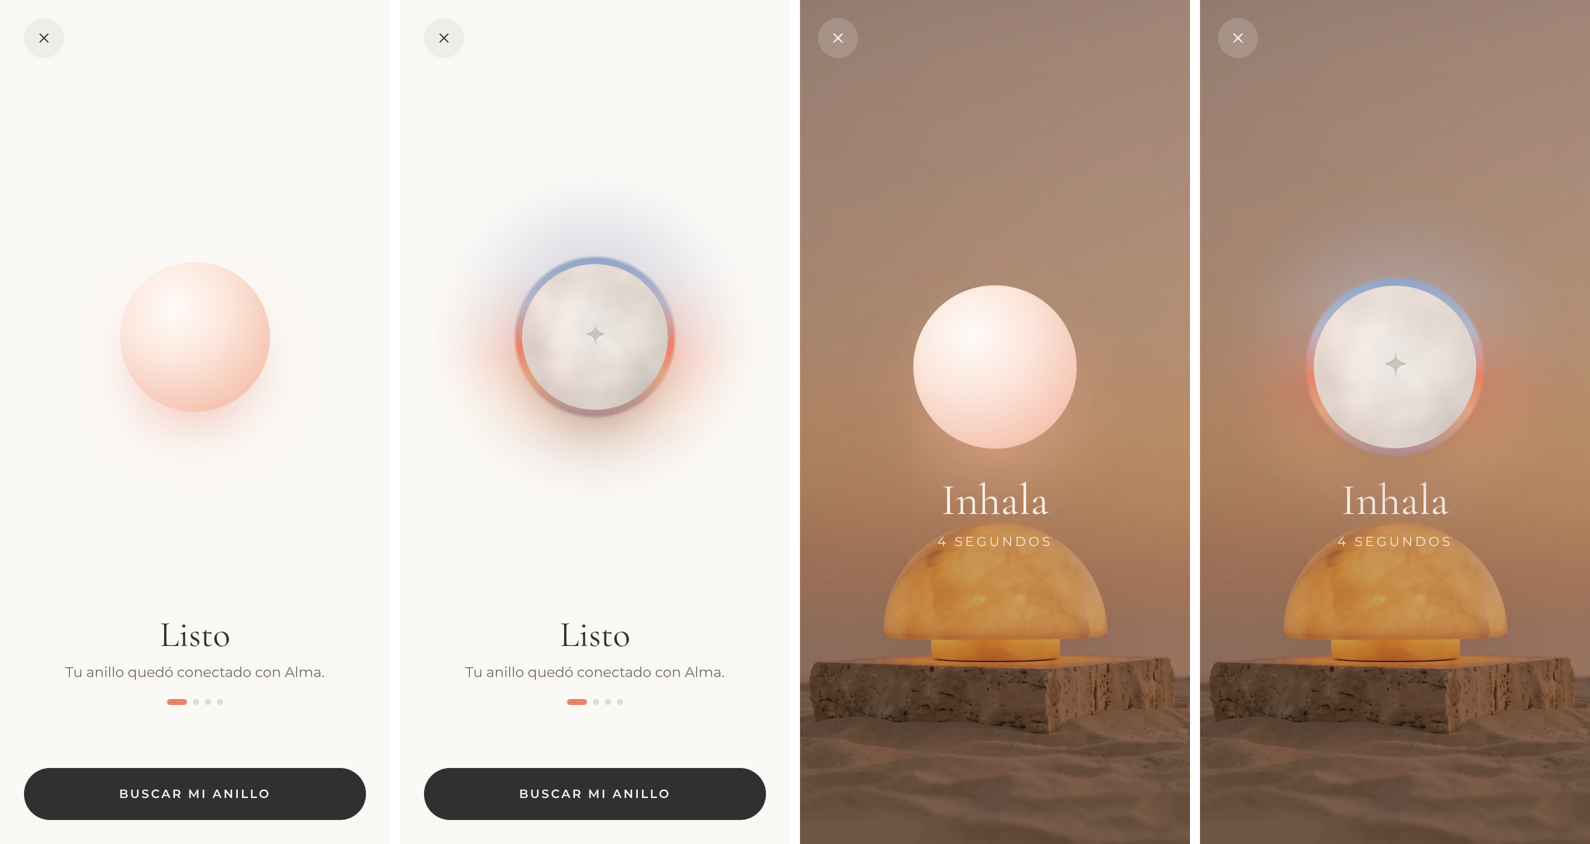 Listo
Tu anillo quedó conectado con Alma.
BUSCAR MI ANILLO
Listo
Tu anillo quedó conectado con Alma.
BUSCAR MI ANILLO
Inhala
4 SEGUNDOS
Inhala
4 SEGUNDOS